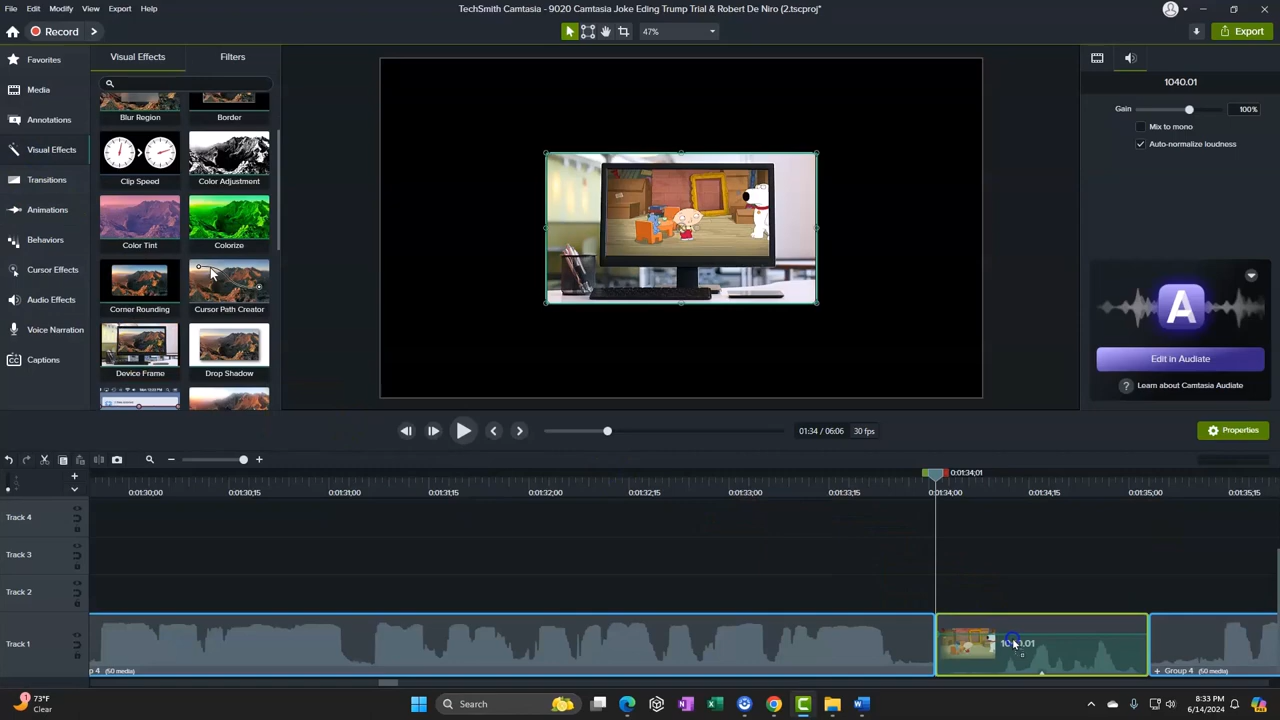 File Edit Modify View Export Help
TechSmith Camtasia - 9020 Camtasia Joke Eding Trump Trial & Robert De Niro (2.tscproj*
Record
47%
Export
Favorites
Media
Annotations
Visual Effects
Transitions
Animations
Behaviors
Cursor Effects
Audio Effects
Voice Narration
Captions
Visual Effects Filters
Blur Region Border
Clip Speed Color Adjustment
Color Tint Colorize
Corner Rounding Cursor Path Creator
Device Frame Drop Shadow
1040.01
Gain 100%
Mix to mono
Auto-normalize loudness
A
Edit in Audiate
? Learn about Camtasia Audiate
01:34 / 06:06 30 fps
Properties
0:01:34;01
0:01:30;00 0:01:30;15 0:01:31;00 0:01:31;15 0:01:32;00 0:01:32;15 0:01:33;00 0:01:33;15 0:01:34;00 0:01:34;15 0:01:35;00 0:01:35;15
Track 4
Track 3
Track 2
Track 1
1040.01
p 4 (50 media)
+ Group 4 (50 media)
73°F
Clear
Search
8:33 PM
6/14/2024